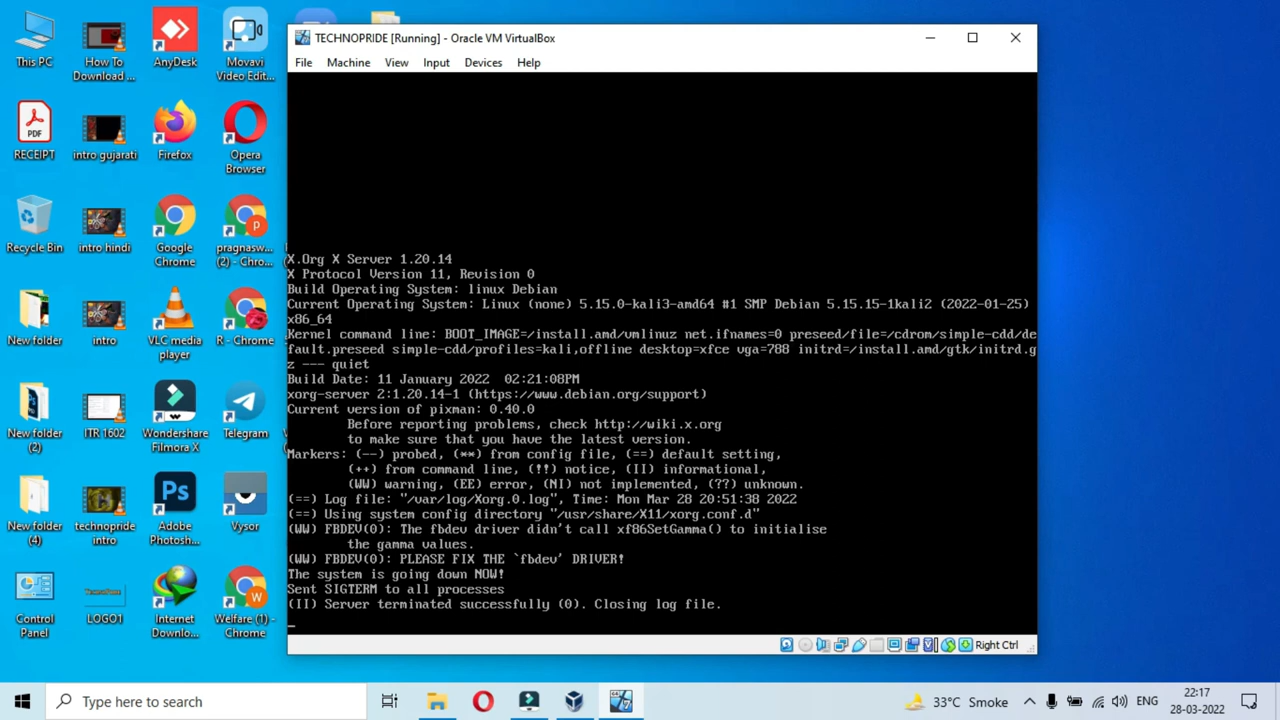 This PC
How To
Download ...
AnyDesk
Movavi
Video Edit...
PDF
RECEIPT
intro gujarati
Firefox
Opera
Browser
Recycle Bin
intro hindi
Google
Chrome
p
pragnasw...
(2) - Chro...
New folder
intro
VLC media
player
R - Chrome
New folder
(2)
ITR 1602
Wondershare
Filmora X
Telegram
New folder
(4)
technopride
intro
Ps
Adobe
Photosh...
Vysor
Control
Panel
LOGO1
Internet
Downlo...
W
Welfare (1) -
Chrome
TECHNOPRIDE [Running] - Oracle VM VirtualBox
File Machine View Input Devices Help
X.Org X Server 1.20.14
X Protocol Version 11, Revision 0
Build Operating System: linux Debian
Current Operating System: Linux (none) 5.15.0-kali3-amd64 #1 SMP Debian 5.15.15-1kali2 (2022-01-25)
x86_64
Kernel command line: BOOT_IMAGE=/install.amd/vmlinuz net.ifnames=0 preseed/file=/cdrom/simple-cdd/de
fault.preseed simple-cdd/profiles=kali,offline desktop=xfce vga=788 initrd=/install.amd/gtk/initrd.g
z --- quiet
Build Date: 11 January 2022  02:21:08PM
xorg-server 2:1.20.14-1 (https://www.debian.org/support)
Current version of pixman: 0.40.0
Before reporting problems, check http://wiki.x.org
to make sure that you have the latest version.
Markers: (--) probed, (**) from config file, (==) default setting,
(++) from command line, (!!) notice, (II) informational,
(WW) warning, (EE) error, (NI) not implemented, (??) unknown.
(==) Log file: "/var/log/Xorg.0.log", Time: Mon Mar 28 20:51:38 2022
(==) Using system config directory "/usr/share/X11/xorg.conf.d"
(WW) FBDEV(0): The fbdev driver didn't call xf86SetGamma() to initialise
the gamma values.
(WW) FBDEV(0): PLEASE FIX THE `fbdev' DRIVER!
The system is going down NOW!
Sent SIGTERM to all processes
(II) Server terminated successfully (0). Closing log file.
_
Right Ctrl
Type here to search
33°C Smoke
ENG
22:17
28-03-2022